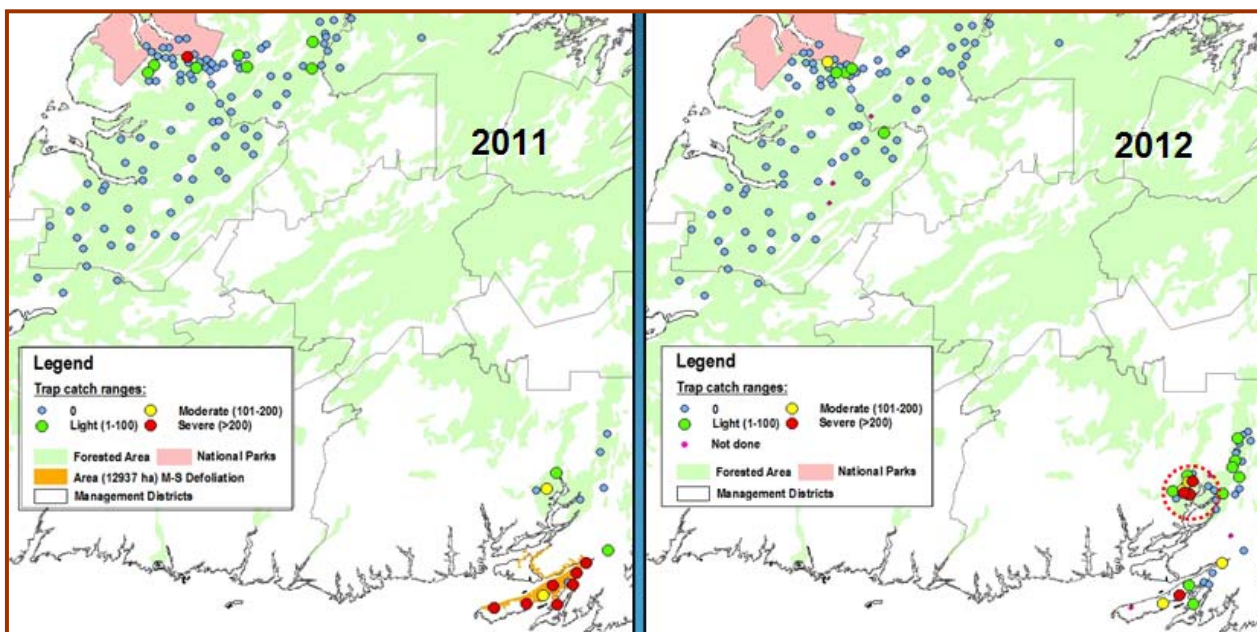 2011
Legend
Trap catch ranges:
0 Moderate (101-200)
Light (1-100) Severe (>200)
Forested Area National Parks
Area (12937 ha) M-S Defoliation
Management Districts
2012
Legend
Trap catch ranges:
0 Moderate (101-200)
Light (1-100) Severe (>200)
Not done
Forested Area National Parks
Management Districts